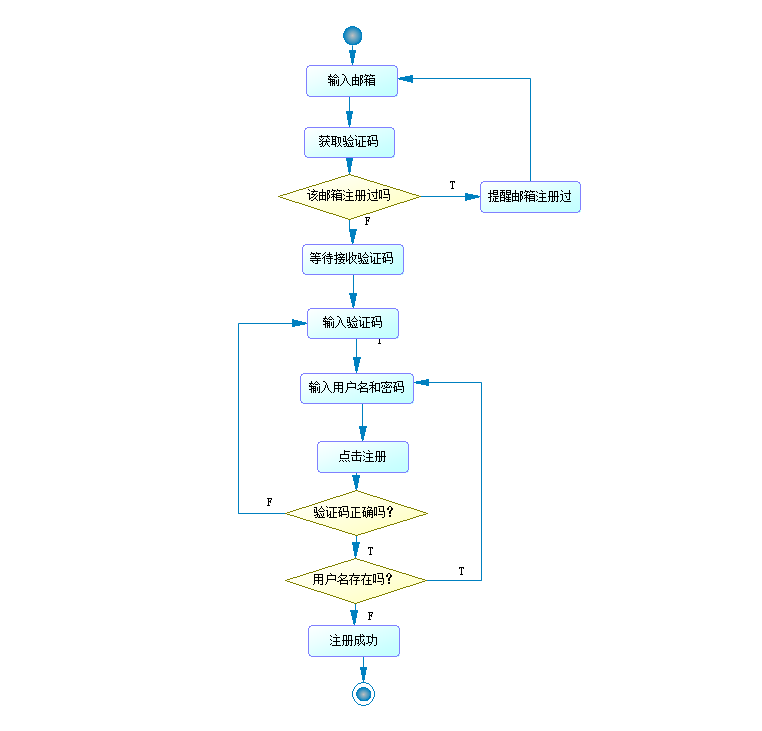 输入邮箱
获取验证码
该邮箱注册过吗
T
提醒邮箱注册过
F
等待接收验证码
输入验证码
输入用户名和密码
点击注册
F
验证码正确吗?
T
用户名存在吗?
T
F
注册成功